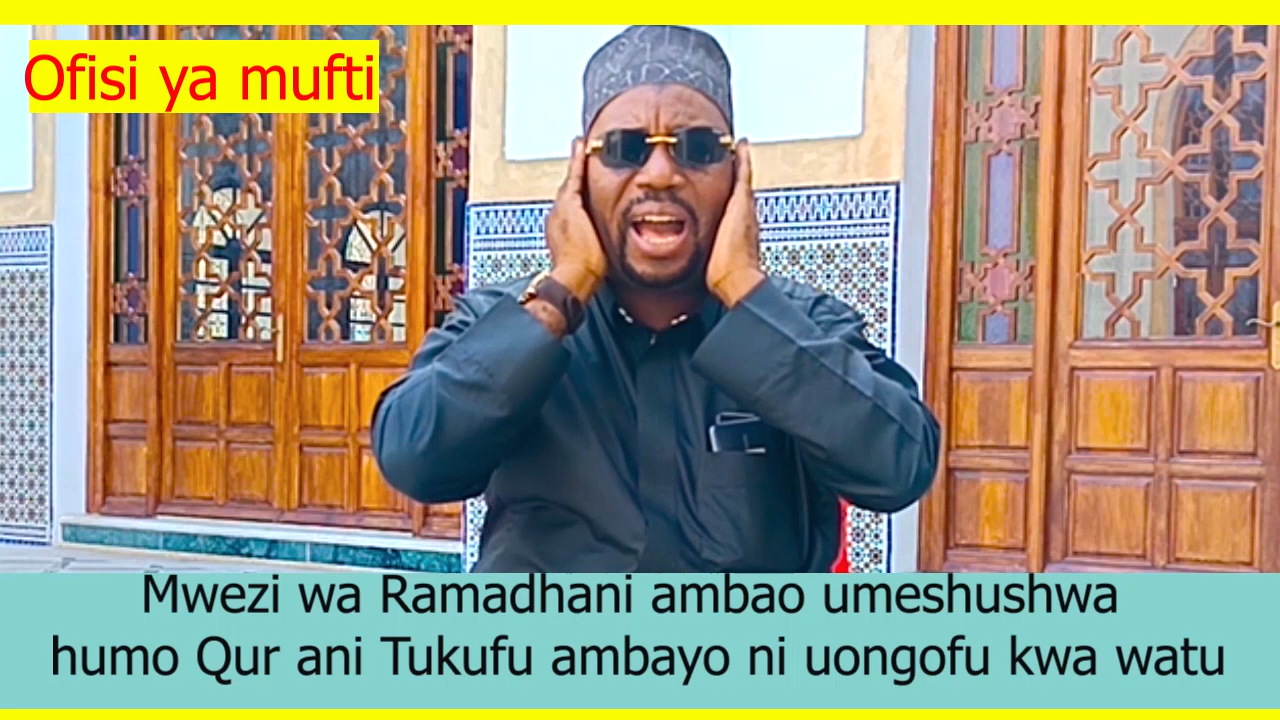 Ofisi ya mufti
Mwezi wa Ramadhani ambao umeshushwa
humo Qur ani Tukufu ambayo ni uongofu kwa watu